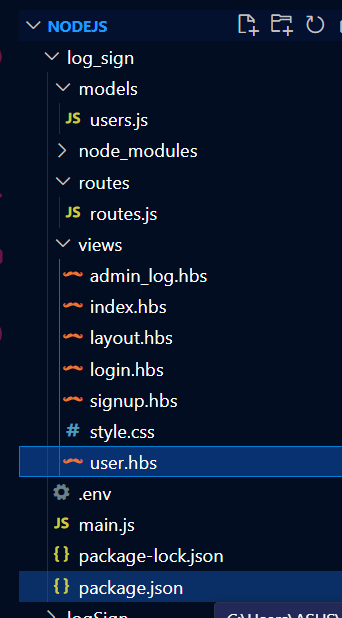 NODEJS
log_sign
models
JS users.js
node_modules
routes
JS routes.js
views
admin_log.hbs
index.hbs
layout.hbs
login.hbs
signup.hbs
# style.css
user.hbs
.env
main.js
{} package-lock.json
{} package.json